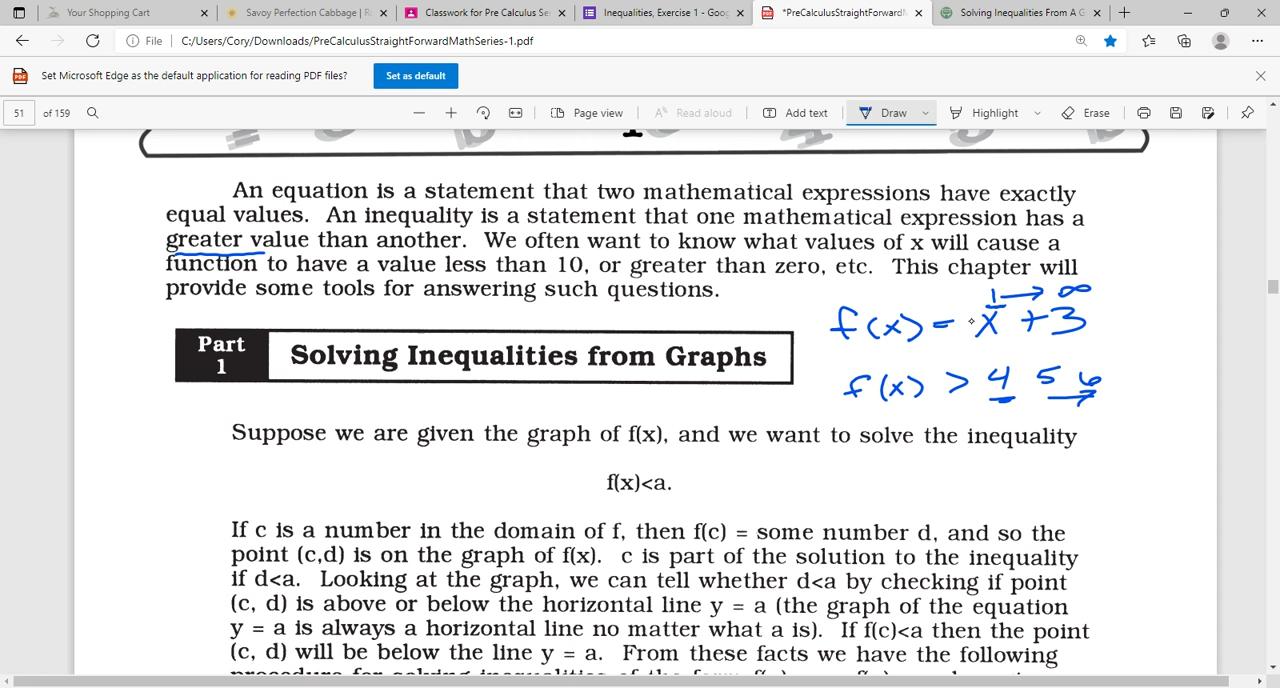 Your Shopping Cart
Savoy Perfection Cabbage | R
Classwork for Pre Calculus Se
Inequalities, Exercise 1 - Goog
*PreCalculusStraightForwardM
Solving Inequalities From A G
File C:/Users/Cory/Downloads/PreCalculusStraightForwardMathSeries-1.pdf
Set Microsoft Edge as the default application for reading PDF files? Set as default
51 of 159 Page view Read aloud Add text Draw Highlight Erase
An equation is a statement that two mathematical expressions have exactly
equal values. An inequality is a statement that one mathematical expression has a
greater value than another. We often want to know what values of x will cause a
function to have a value less than 10, or greater than zero, etc. This chapter will
provide some tools for answering such questions.
1 → ∞
f(x) = x + 3
Part
1
Solving Inequalities from Graphs
f(x) > 4 5 6
Suppose we are given the graph of f(x), and we want to solve the inequality
f(x)<a.
If c is a number in the domain of f, then f(c) = some number d, and so the
point (c,d) is on the graph of f(x). c is part of the solution to the inequality
if d<a. Looking at the graph, we can tell whether d<a by checking if point
(c, d) is above or below the horizontal line y = a (the graph of the equation
y = a is always a horizontal line no matter what a is). If f(c)<a then the point
(c, d) will be below the line y = a. From these facts we have the following